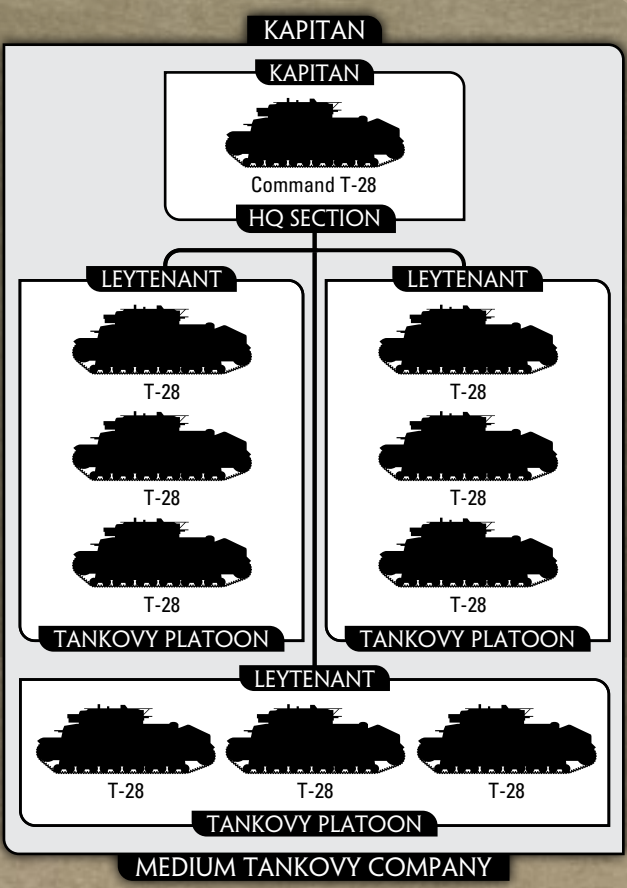 KAPITAN
KAPITAN
Command T-28
HQ SECTION
LEYTENANT
T-28
T-28
T-28
TANKOVY PLATOON
LEYTENANT
T-28
T-28
T-28
TANKOVY PLATOON
LEYTENANT
T-28 T-28 T-28
TANKOVY PLATOON
MEDIUM TANKOVY COMPANY